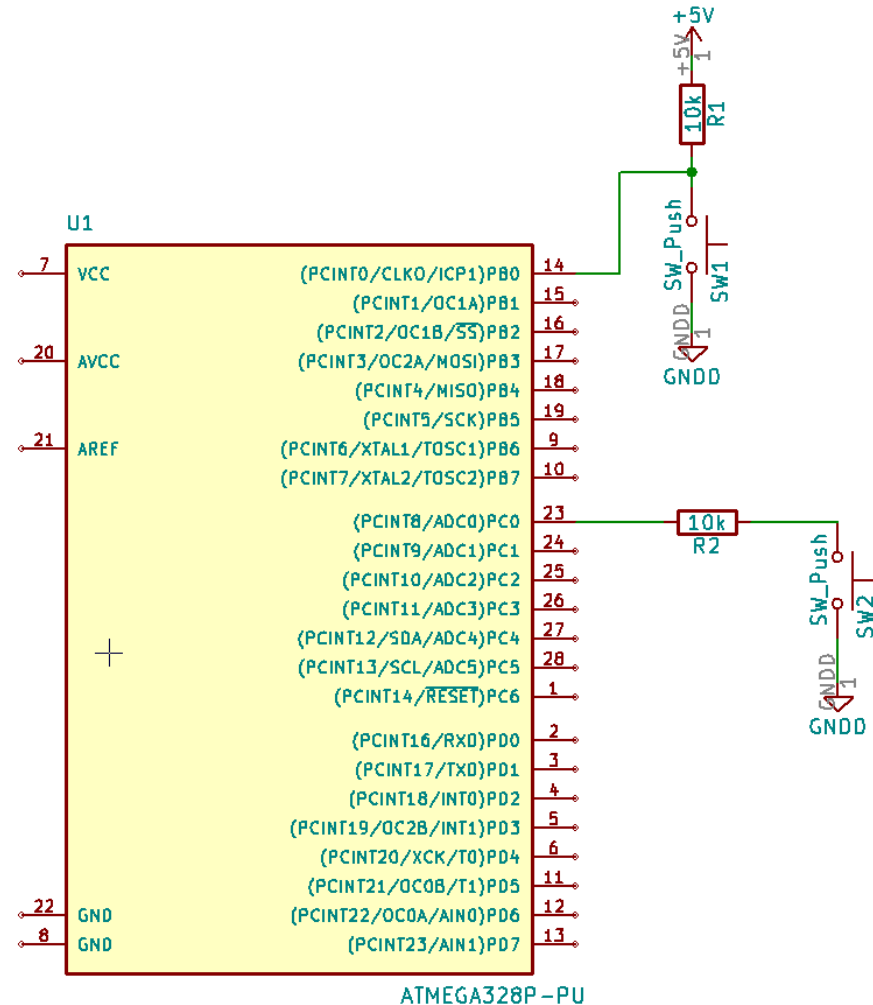 +5V
+5V
1
10k
R1
SW_Push
SW1
GNDD
1
GNDD
U1
7
VCC
(PCINT0/CLKO/ICP1)PB0
14
(PCINT1/OC1A)PB1
15
(PCINT2/OC1B/SS)PB2
16
20
AVCC
(PCINT3/OC2A/MOSI)PB3
17
(PCINT4/MISO)PB4
18
(PCINT5/SCK)PB5
19
21
AREF
(PCINT6/XTAL1/TOSC1)PB6
9
(PCINT7/XTAL2/TOSC2)PB7
10
(PCINT8/ADC0)PC0
23
10k
R2
(PCINT9/ADC1)PC1
24
(PCINT10/ADC2)PC2
25
(PCINT11/ADC3)PC3
26
(PCINT12/SDA/ADC4)PC4
27
(PCINT13/SCL/ADC5)PC5
28
(PCINT14/RESET)PC6
1
SW_Push
SW2
GNDD
1
GNDD
(PCINT16/RXD)PD0
2
(PCINT17/TXD)PD1
3
(PCINT18/INT0)PD2
4
(PCINT19/OC2B/INT1)PD3
5
(PCINT20/XCK/T0)PD4
6
(PCINT21/OC0B/T1)PD5
11
22
GND
(PCINT22/OC0A/AIN0)PD6
12
8
GND
(PCINT23/AIN1)PD7
13
ATMEGA328P-PU